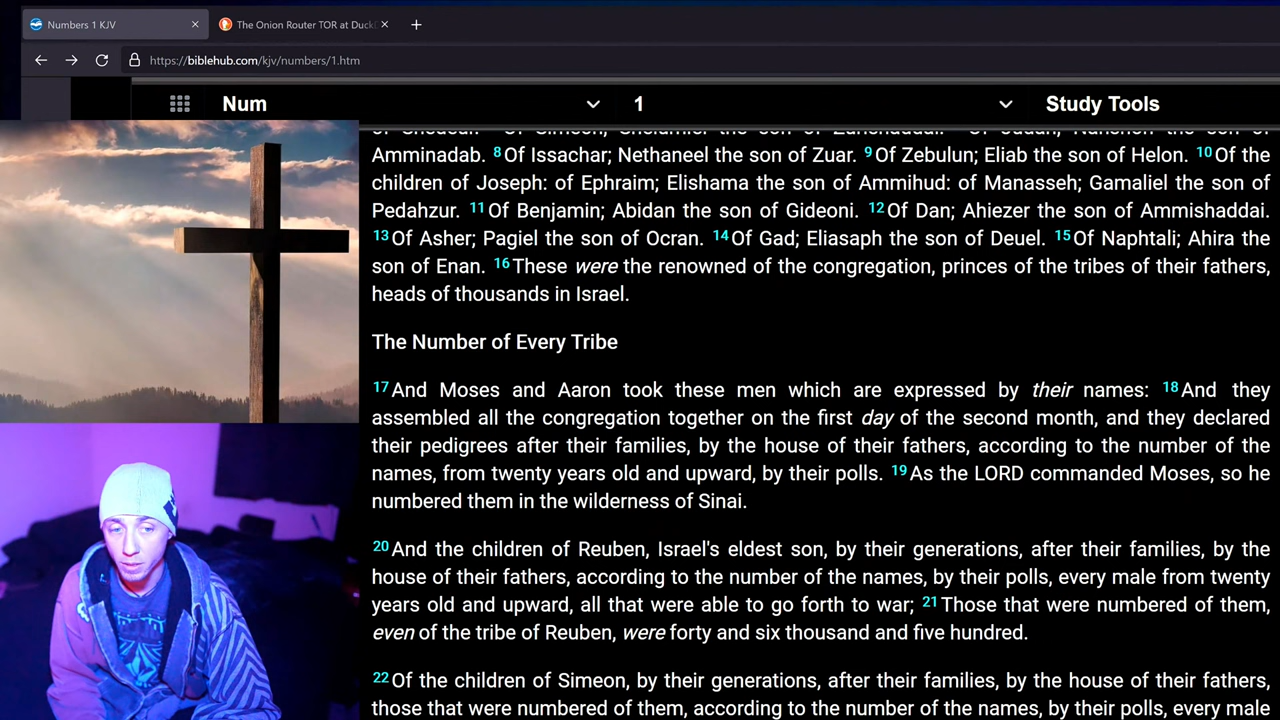 Numbers 1 KJV
The Onion Router TOR at Duck
https://biblehub.com/kjv/numbers/1.htm
Num 1 Study Tools
Amminadab. 8 Of Issachar; Nethaneel the son of Zuar. 9 Of Zebulun; Eliab the son of Helon. 10 Of the
children of Joseph: of Ephraim; Elishama the son of Ammihud: of Manasseh; Gamaliel the son of
Pedahzur. 11 Of Benjamin; Abidan the son of Gideoni. 12 Of Dan; Ahiezer the son of Ammishaddai.
13 Of Asher; Pagiel the son of Ocran. 14 Of Gad; Eliasaph the son of Deuel. 15 Of Naphtali; Ahira the
son of Enan. 16 These were the renowned of the congregation, princes of the tribes of their fathers,
heads of thousands in Israel.
The Number of Every Tribe
17 And Moses and Aaron took these men which are expressed by their names: 18 And they
assembled all the congregation together on the first day of the second month, and they declared
their pedigrees after their families, by the house of their fathers, according to the number of the
names, from twenty years old and upward, by their polls. 19 As the LORD commanded Moses, so he
numbered them in the wilderness of Sinai.
20 And the children of Reuben, Israel's eldest son, by their generations, after their families, by the
house of their fathers, according to the number of the names, by their polls, every male from twenty
years old and upward, all that were able to go forth to war; 21 Those that were numbered of them,
even of the tribe of Reuben, were forty and six thousand and five hundred.
22 Of the children of Simeon, by their generations, after their families, by the house of their fathers,
those that were numbered of them, according to the number of the names, by their polls, every male